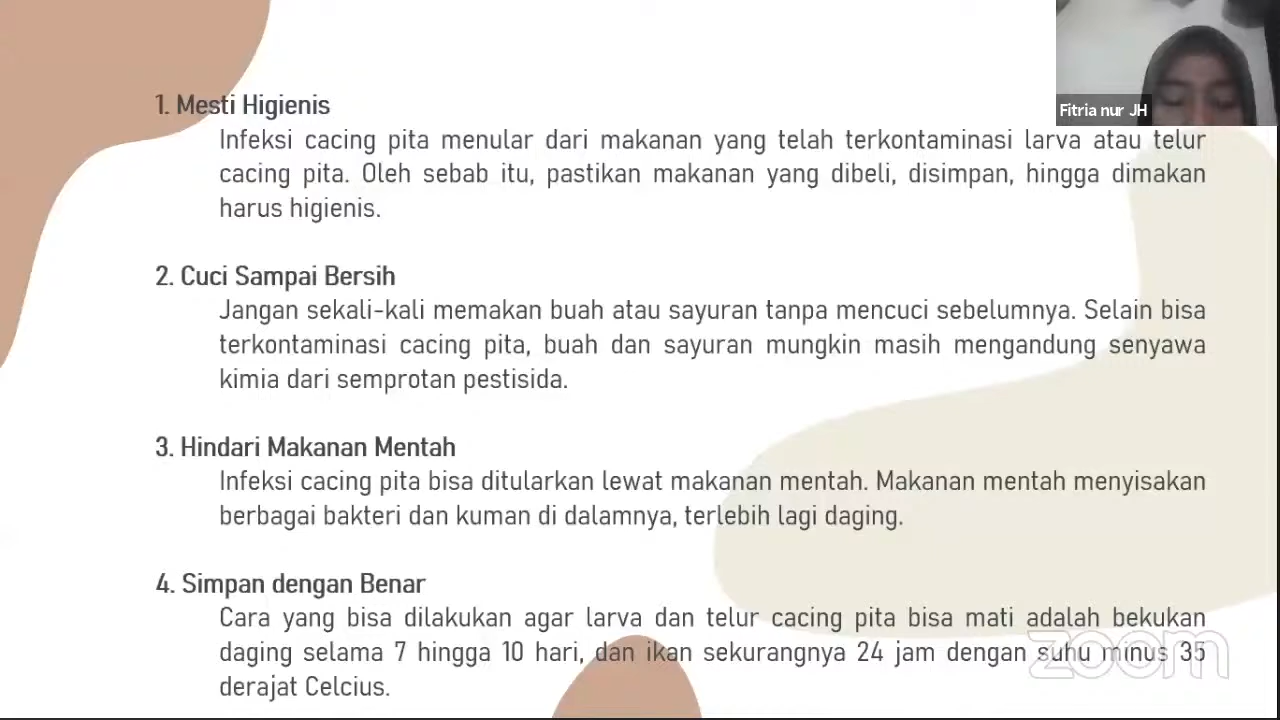 Fitria nur JH
1. Mesti Higienis
Infeksi cacing pita menular dari makanan yang telah terkontaminasi larva atau telur
cacing pita. Oleh sebab itu, pastikan makanan yang dibeli, disimpan, hingga dimakan
harus higienis.
2. Cuci Sampai Bersih
Jangan sekali-kali memakan buah atau sayuran tanpa mencuci sebelumnya. Selain bisa
terkontaminasi cacing pita, buah dan sayuran mungkin masih mengandung senyawa
kimia dari semprotan pestisida.
3. Hindari Makanan Mentah
Infeksi cacing pita bisa ditularkan lewat makanan mentah. Makanan mentah menyisakan
berbagai bakteri dan kuman di dalamnya, terlebih lagi daging.
4. Simpan dengan Benar
Cara yang bisa dilakukan agar larva dan telur cacing pita bisa mati adalah bekukan
daging selama 7 hingga 10 hari, dan ikan sekurangnya 24 jam dengan suhu minus 35
derajat Celcius.
zoom